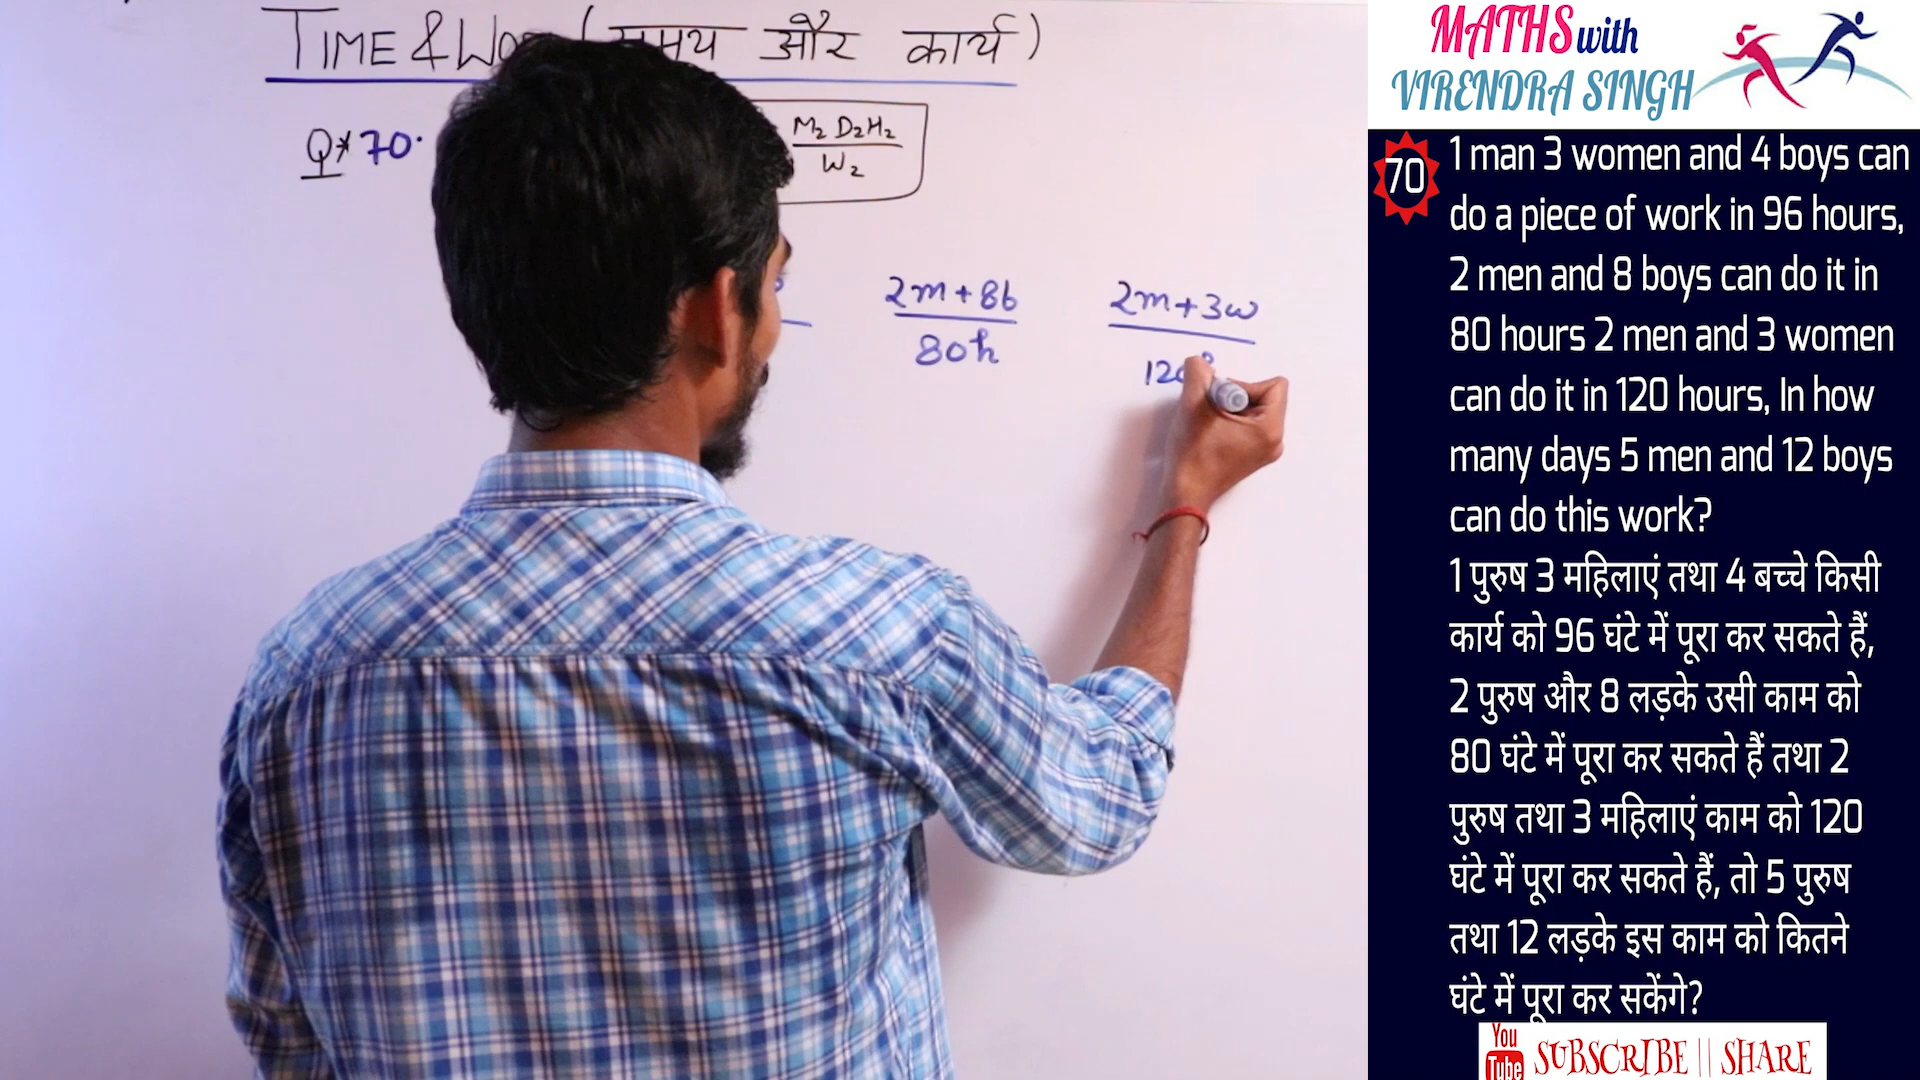 TIME & WO ( समय और कार्य )
Q* 70.
M₂ D₂H₂
W₂
2m+8b
80h
2m+3w
MATHS with
VIRENDRA SINGH
70
1 man 3 women and 4 boys can
do a piece of work in 96 hours,
2 men and 8 boys can do it in
80 hours 2 men and 3 women
can do it in 120 hours, In how
many days 5 men and 12 boys
can do this work?
1 पुरुष 3 महिलाएं तथा 4 बच्चे किसी
कार्य को 96 घंटे में पूरा कर सकते हैं,
2 पुरुष और 8 लड़के उसी काम को
80 घंटे में पूरा कर सकते हैं तथा 2
पुरुष तथा 3 महिलाएं काम को 120
घंटे में पूरा कर सकते हैं, तो 5 पुरुष
तथा 12 लड़के इस काम को कितने
घंटे में पूरा कर सकेंगे?
You
Tube
SUBSCRIBE || SHARE